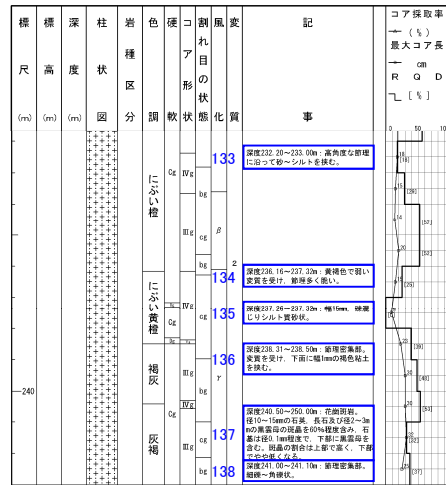 標尺
(m)
標高
(m)
深度
(m)
柱状図
岩種区分
色調
硬軟
コア形状
割れ目の状態
風化
変質
記事
コア採取率
(%)
最大コア長
cm
RQD
[%]
0 50 100
133
深度232.20~233.00m:高角度な節理
に沿って砂~シルトを挟む。
134
深度236.16~237.32m:黄褐色で弱い
変質を受け、節理多く脆い。
135
深度237.26~237.32m:幅15mm、礫混
じりシルト質砂状。
136
深度238.31~238.50m:節理密集部。
変質を受け、下面に幅1mmの褐色粘土
を挟む。
137
深度240.50~250.00m:花崗斑岩。
径10~15mmの石英、長石及び径2~3m
mの黒雲母の斑晶を60%程度含み、石
基は径0.1mm程度で、下部に黒雲母を
含む。斑晶の割合は上部で高く、下部
でやや低くなる。
138
深度241.00~241.10m:節理密集部。
細礫~角礫状。
にぶい橙
にぶい黄橙
褐灰
灰褐
240
Cg
Cg
Cg
IVg
IIIg
IVg
IIIg
IVg
IIIg
bg
cg
bg
cg
bg
cg
bg
β
γ
2